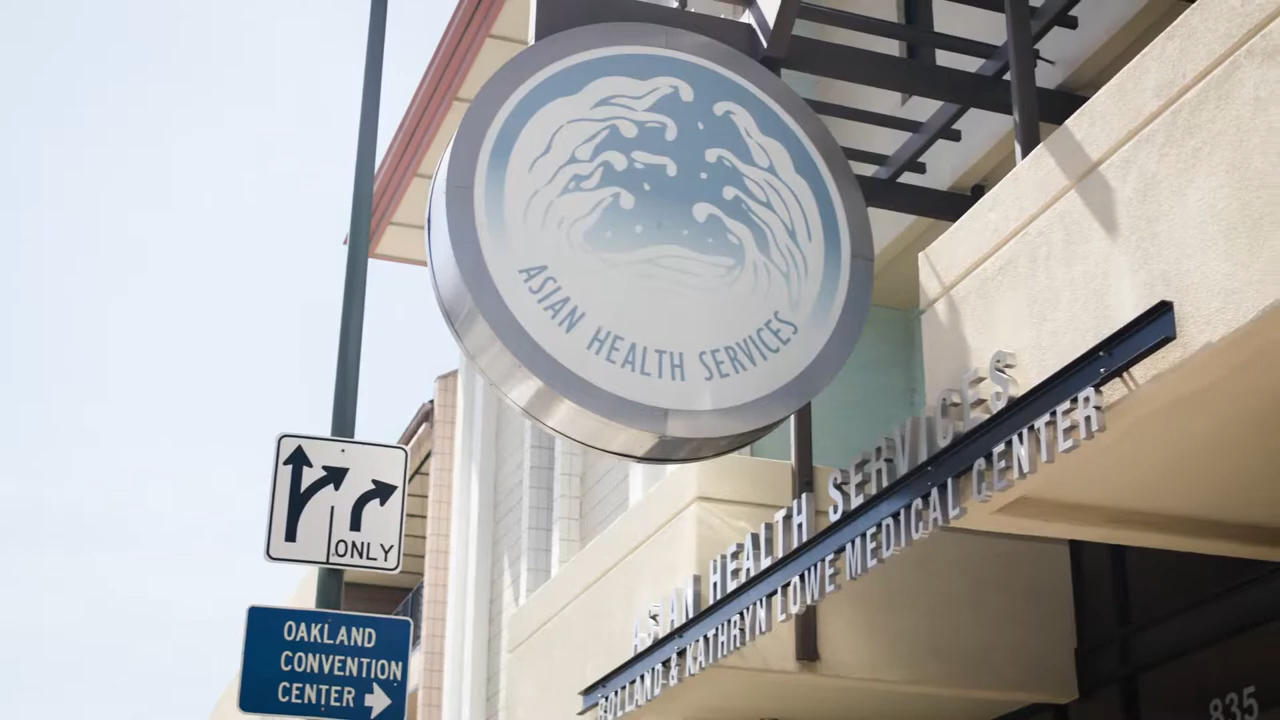 ASIAN HEALTH SERVICES
ASIAN HEALTH SERVICES
ROLLAND & KATHRYN LOWE MEDICAL CENTER
ONLY
OAKLAND
CONVENTION
CENTER
835